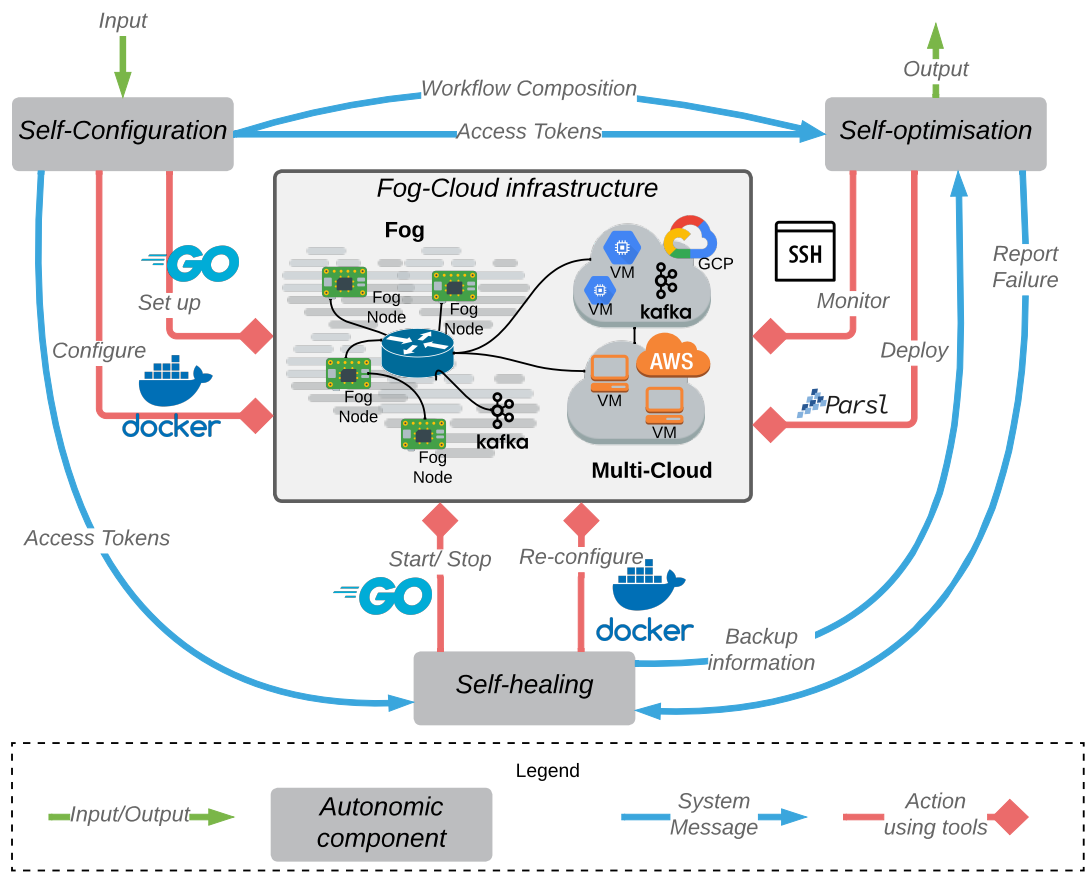 Input
Output
Workflow Composition
Self-Configuration
Access Tokens
Self-optimisation
Fog-Cloud infrastructure
Fog
GO
Set up
Configure
docker
Fog
Node
Fog
Node
Fog
Node
Fog
Node
kafka
VM
VM
GCP
kafka
AWS
VM
VM
Multi-Cloud
SSH
Monitor
Deploy
Parsl
Report
Failure
Access Tokens
Start/ Stop
GO
Re-configure
docker
Backup
information
Self-healing
Legend
Input/Output
Autonomic
component
System
Message
Action
using tools